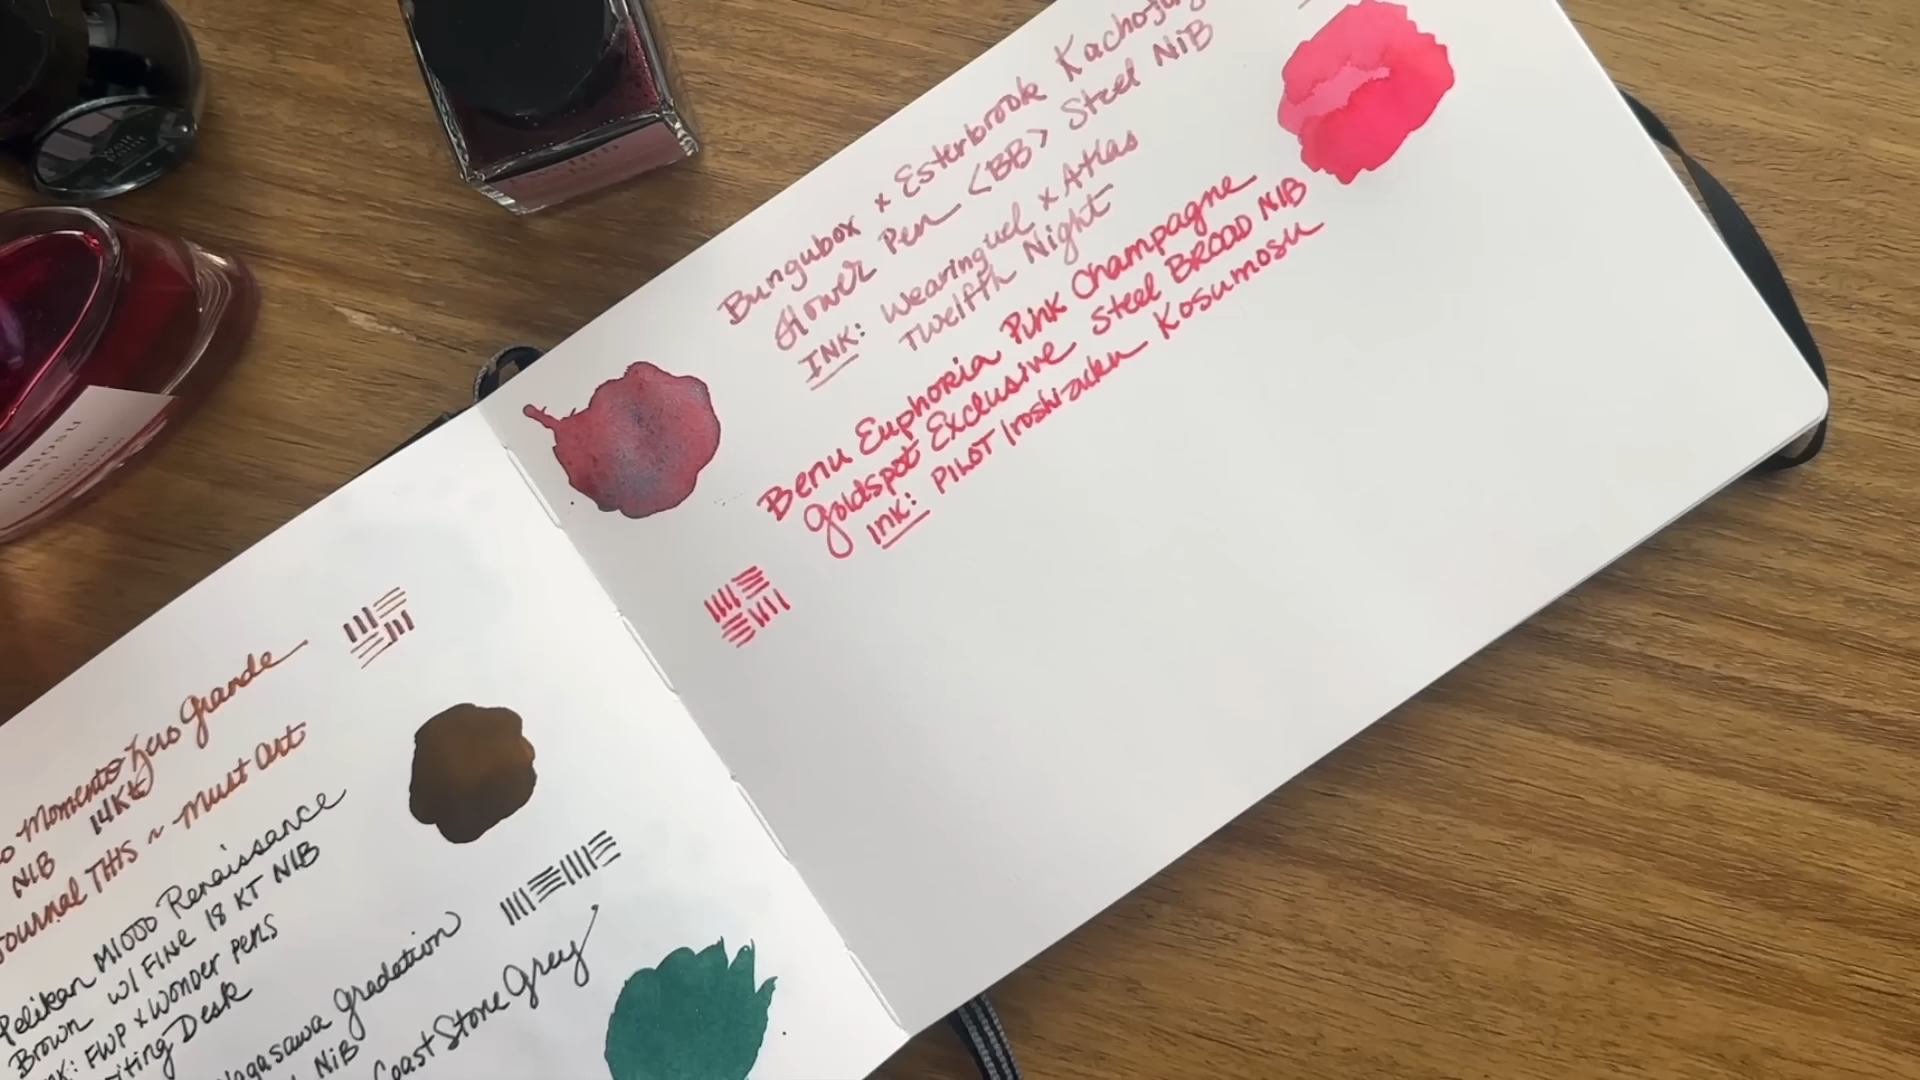 Bungubox x Esterbrook
Flower Pen <BB> Steel NIB
INK: Wearingeul x Atlas
Twelfth Night
Benu Euphoria Pink Champagne
Goldspot Exclusive Steel BROAD NIB
Ink: PILOT Iroshizuku Kosumosu
Momento Zero Grande
NIB 14Kt
Journal THIS ~ Must Art
Pelikan M1000 Renaissance
Brown w/ FINE 18 KT NIB
FWP x Wonder Pens
Desk
Nagasawa Gradation
NIB
Coast Stone Grey